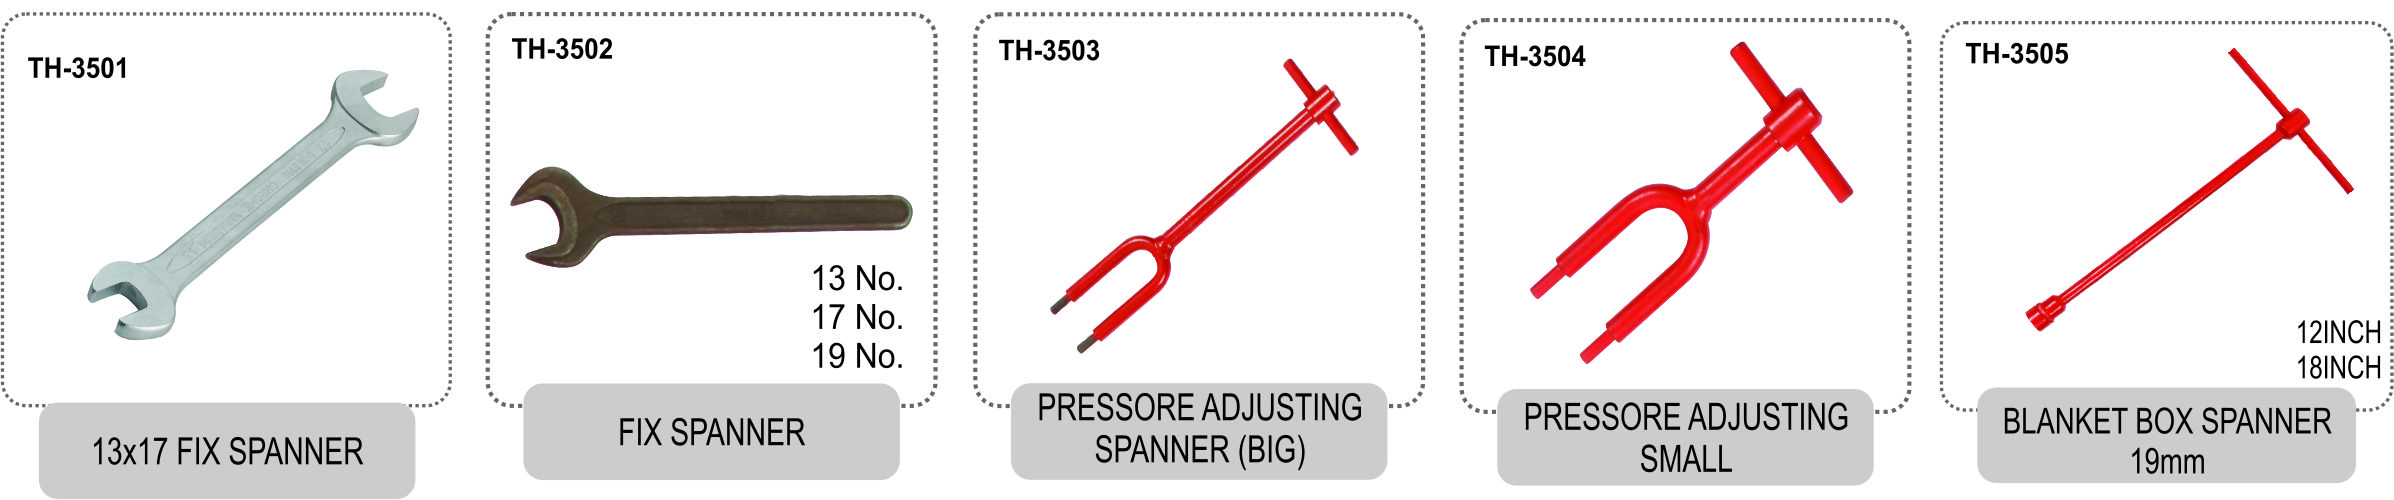 TH-3501
13x17 FIX SPANNER
TH-3502
13 No.
17 No.
19 No.
FIX SPANNER
TH-3503
PRESSORE ADJUSTING
SPANNER (BIG)
TH-3504
PRESSORE ADJUSTING
SMALL
TH-3505
12INCH
18INCH
BLANKET BOX SPANNER
19mm